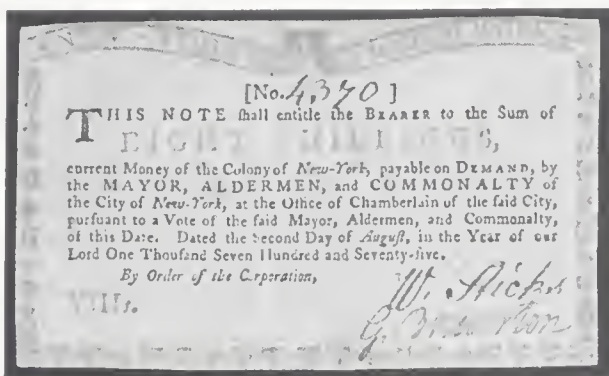 [No. 4370]
THIS NOTE shall entitle the BEARER to the Sum of
EIGHT SHILLINGS,
current Money of the Colony of New-York, payable on DEMAND, by
the MAYOR, ALDERMEN, and COMMONALTY of
the City of New-York, at the Office of Chamberlain of the said City,
pursuant to a Vote of the said Mayor, Aldermen, and Commonalty,
of this Date. Dated the Second Day of August, in the Year of our
Lord One Thousand Seven Hundred and Seventy-five.
By Order of the Corporation,
W.
VIIIs.
G.